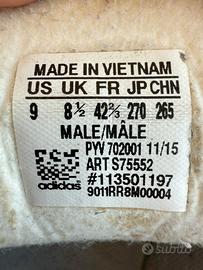 MADE IN VIETNAM
US UK FR JP CHN
9 8½ 42⅔ 270 265
MALE/MÂLE
PYV 702001 11/15
ART S75552
#113501197
adidas 9011RR8M00004
subito